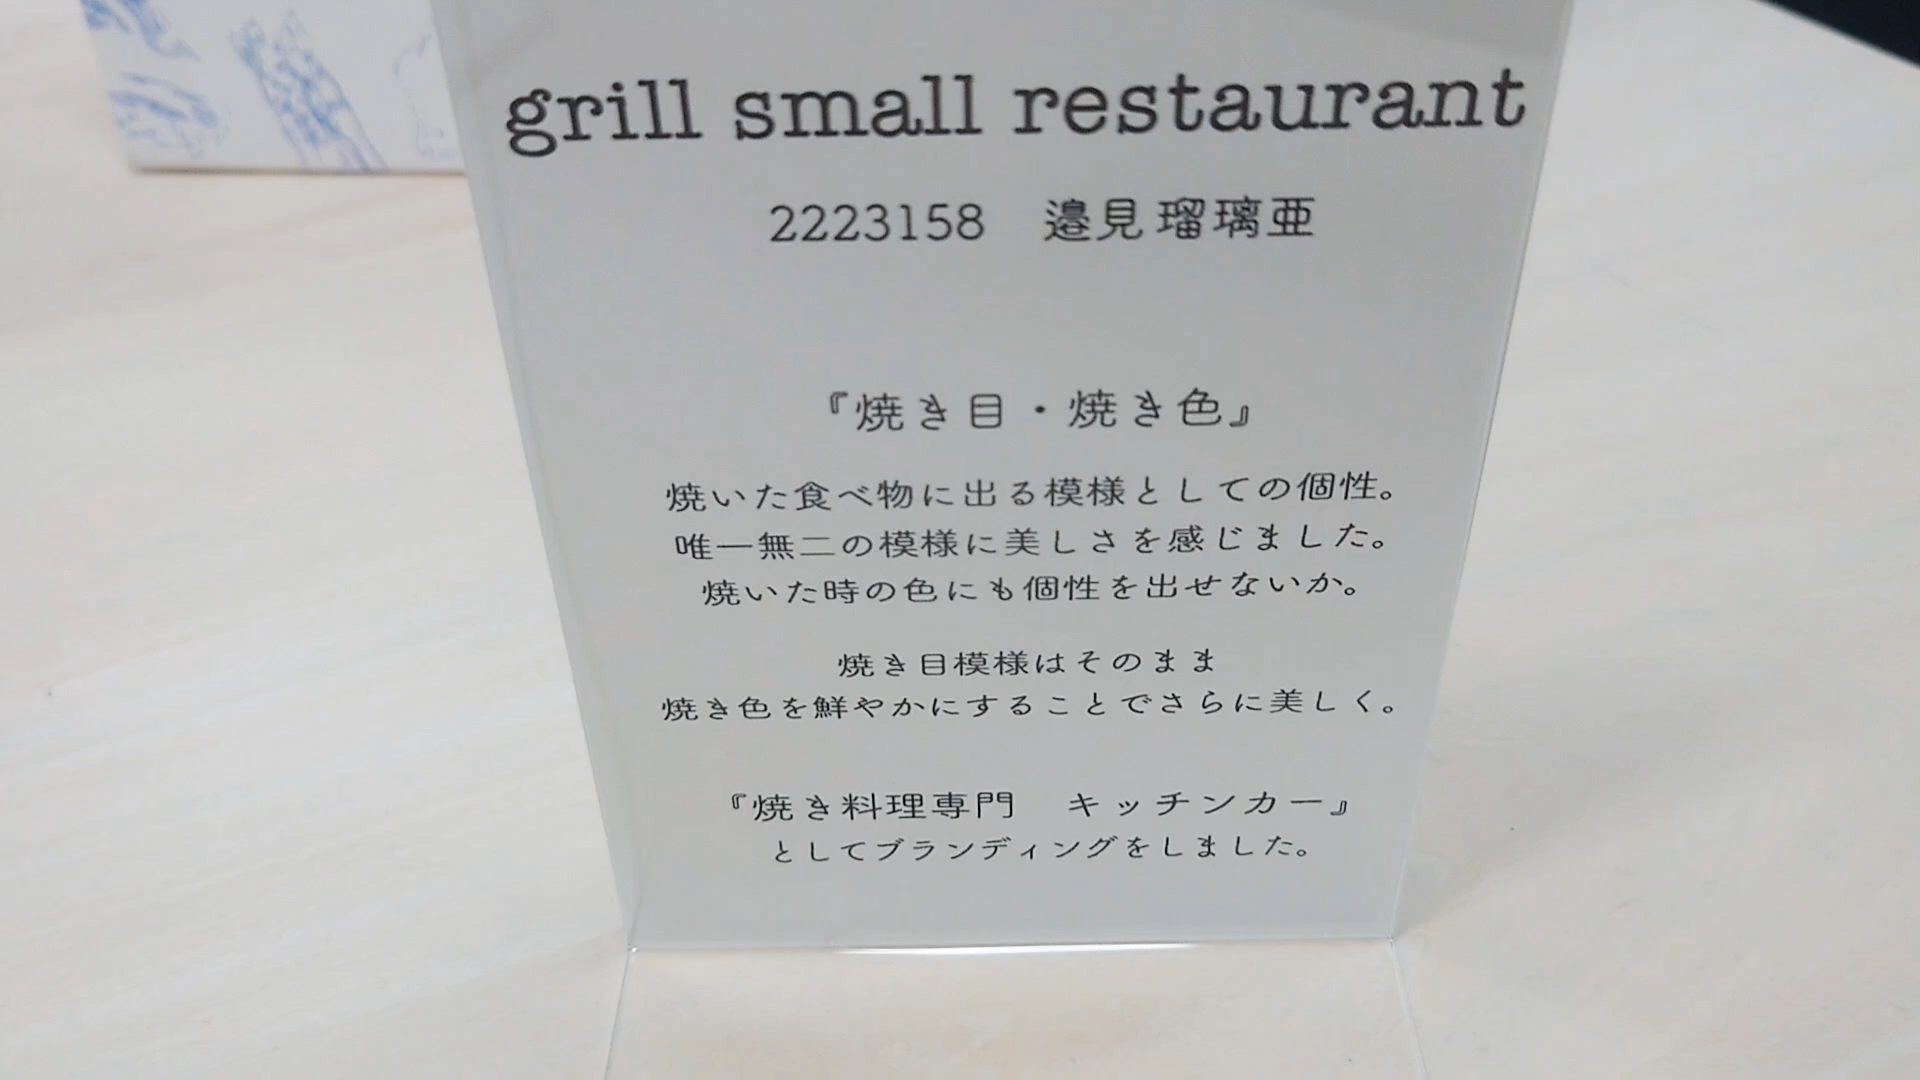 grill small restaurant
2223158　邉見瑠璃亜
『焼き目・焼き色』
焼いた食べ物に出る模様としての個性。
唯一無二の模様に美しさを感じました。
焼いた時の色にも個性を出せないか。
焼き目模様はそのまま
焼き色を鮮やかにすることでさらに美しく。
『焼き料理専門　キッチンカー』
としてブランディングをしました。